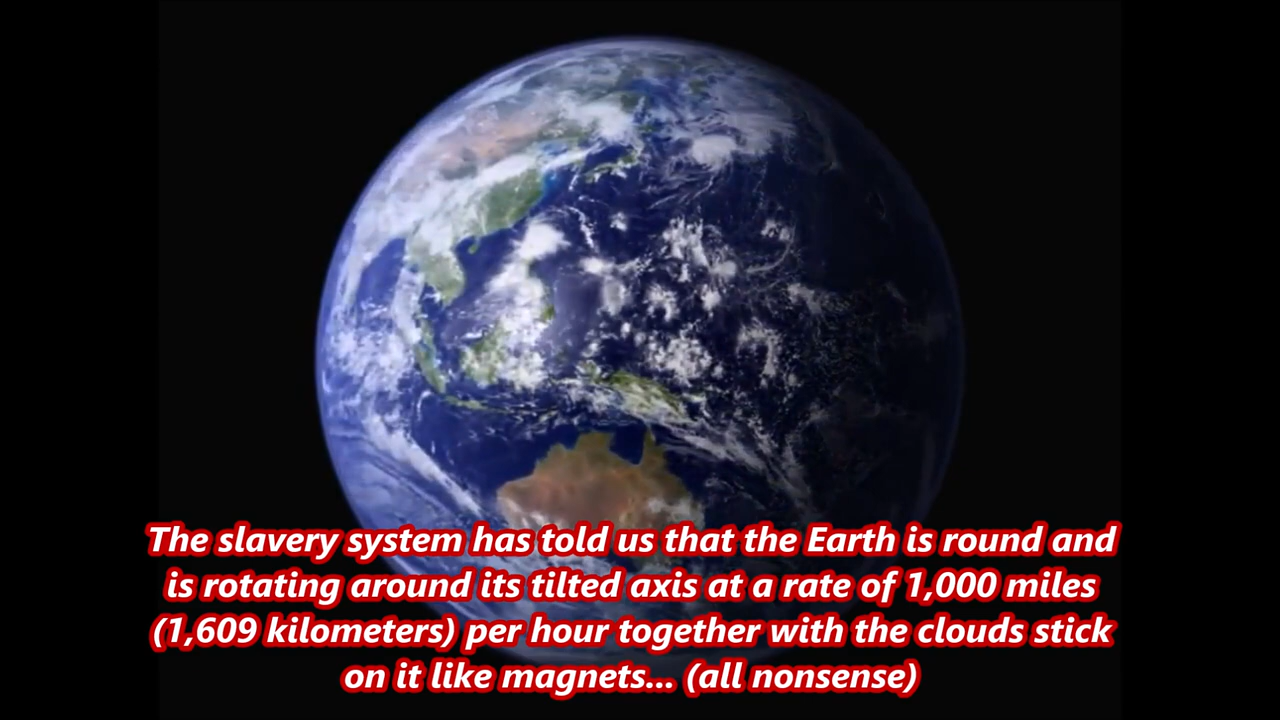 The slavery system has told us that the Earth is round and
is rotating around its tilted axis at a rate of 1,000 miles
(1,609 kilometers) per hour together with the clouds stick
on it like magnets... (all nonsense)